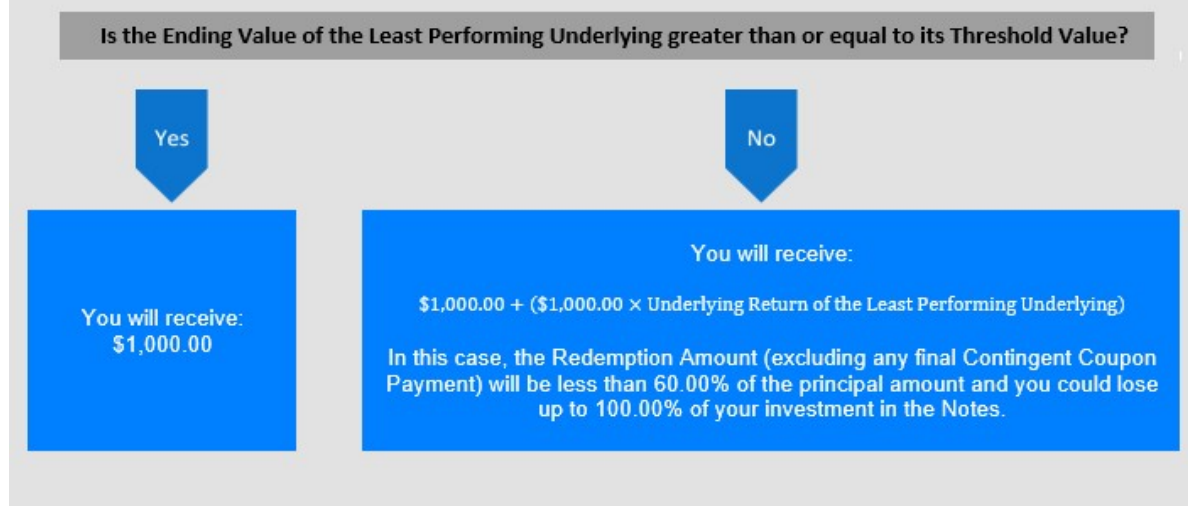 Is the Ending Value of the Least Performing Underlying greater than or equal to its Threshold Value?
Yes
No
You will receive:
$1,000.00
You will receive:
$1,000.00 + ($1,000.00 × Underlying Return of the Least Performing Underlying)
In this case, the Redemption Amount (excluding any final Contingent Coupon
Payment) will be less than 60.00% of the principal amount and you could lose
up to 100.00% of your investment in the Notes.